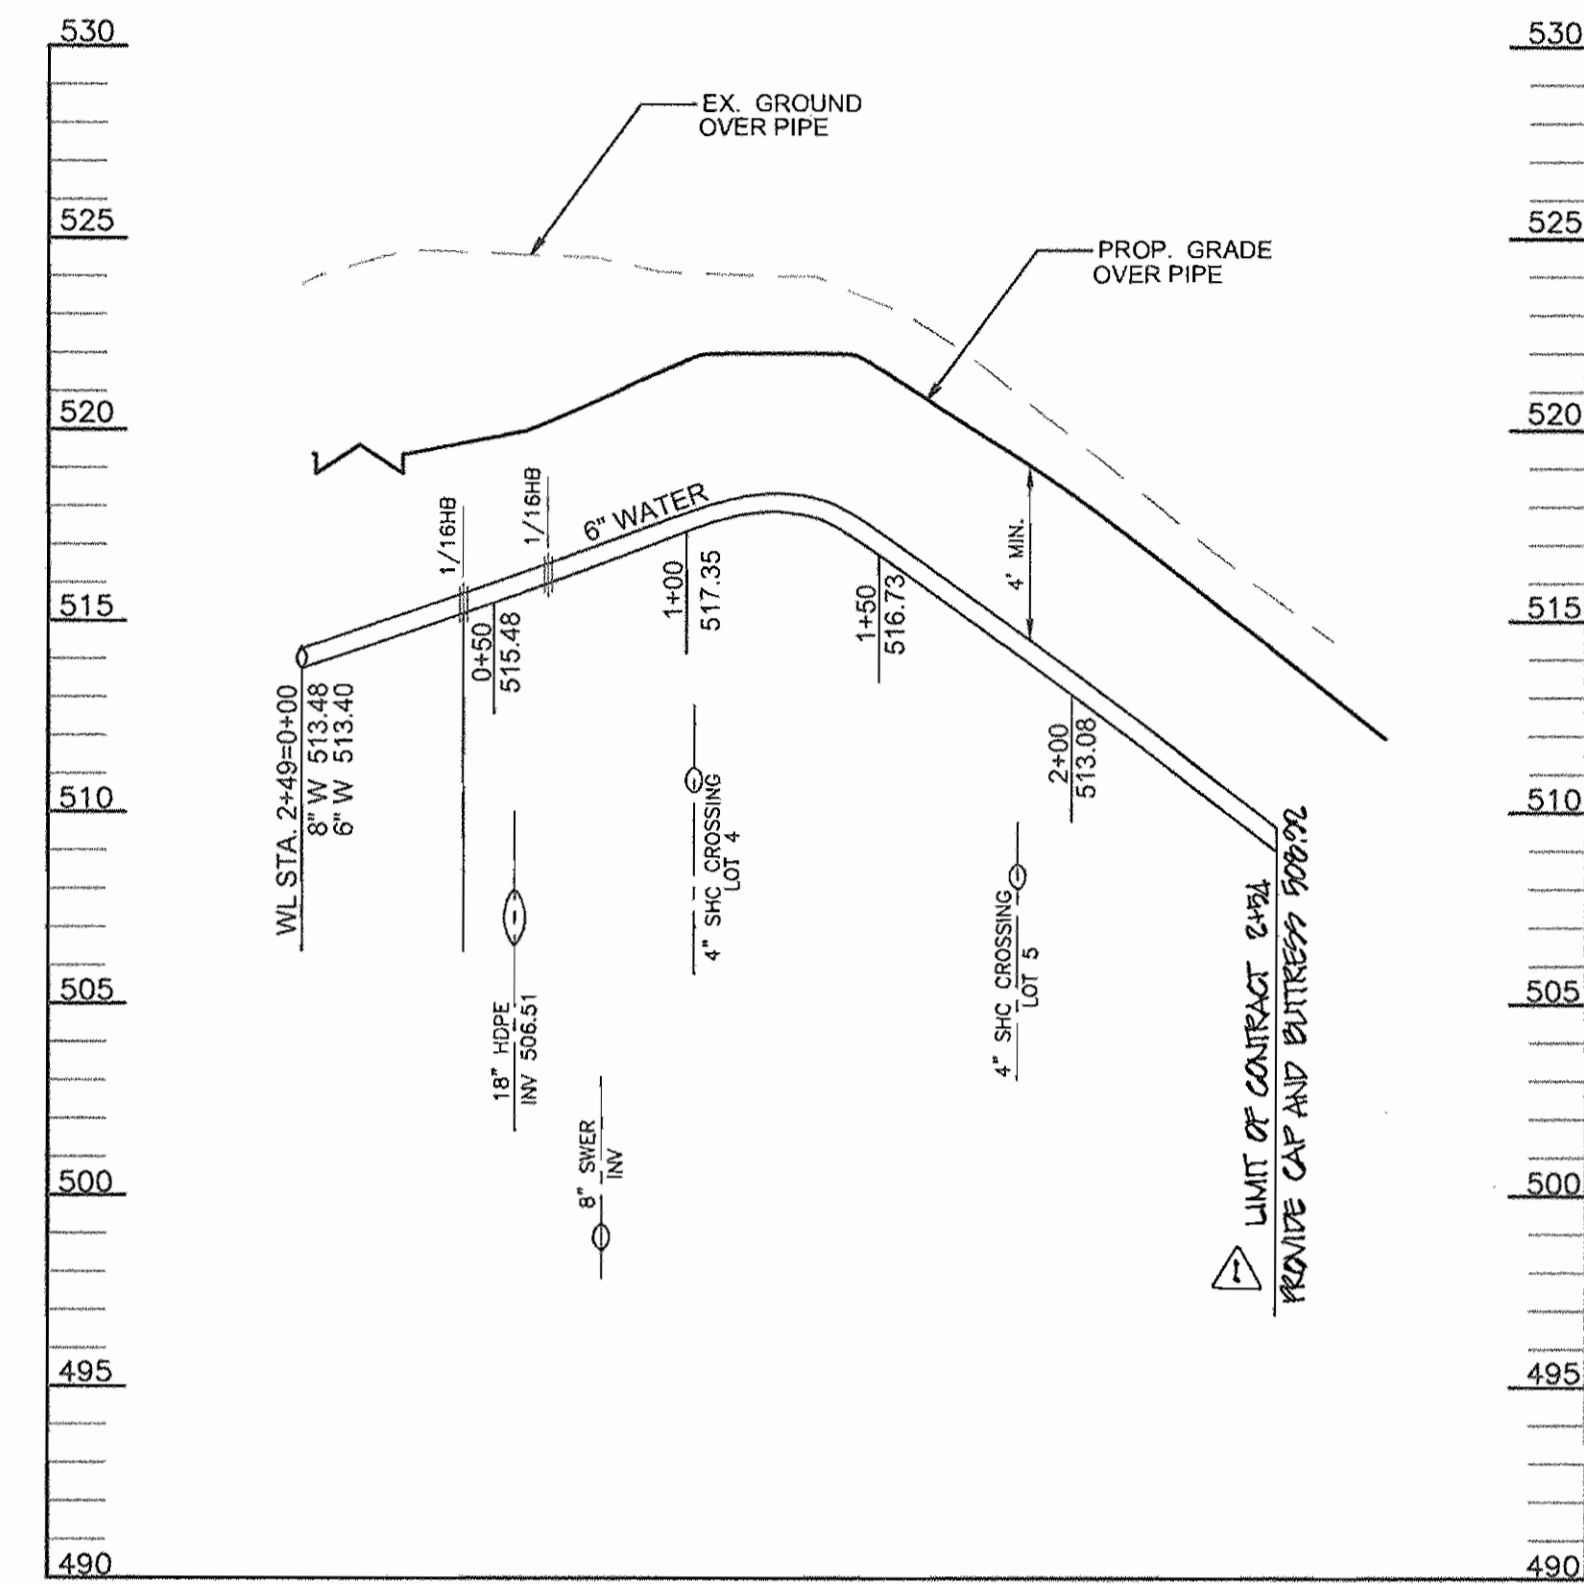 530
530
EX. GROUND
OVER PIPE
525
525
PROP. GRADE
OVER PIPE
520
520
1/16HB
1/16HB
6" WATER
4' MIN.
515
515
0+50
515.48
1+00
517.35
1+50
516.73
2+00
513.08
WL STA. 2+49=0+00
8" W 513.48
6" W 513.40
510
510
4" SHC CROSSING
LOT 4
4" SHC CROSSING
LOT 5
18" HDPE
INV 506.51
505
505
8" SWER
INV
1
LIMIT OF CONTRACT 2+54
PROVIDE CAP AND BUTTRESS
500
500
495
495
490
490